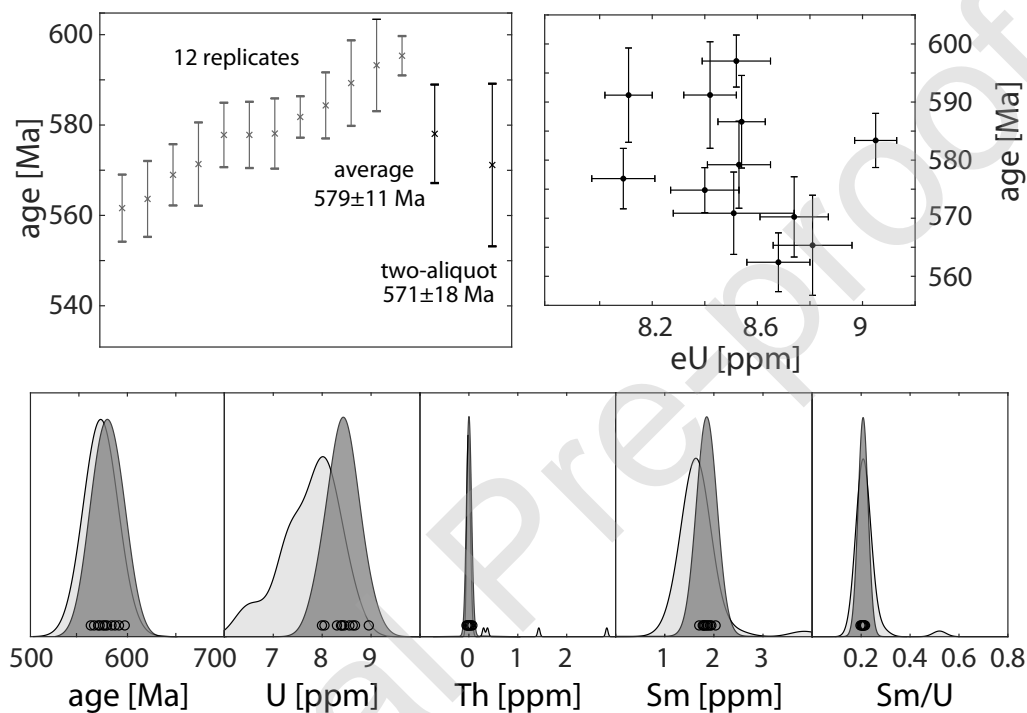 600
580
560
540
age [Ma]
12 replicates
average
579±11 Ma
two-aliquot
571±18 Ma
600
590
580
570
560
age [Ma]
8.2 8.6 9
eU [ppm]
500 600 700 7 8 9 0 1 2 1 2 3 0.2 0.4 0.6 0.8
age [Ma] U [ppm] Th [ppm] Sm [ppm] Sm/U
al Pre-proof